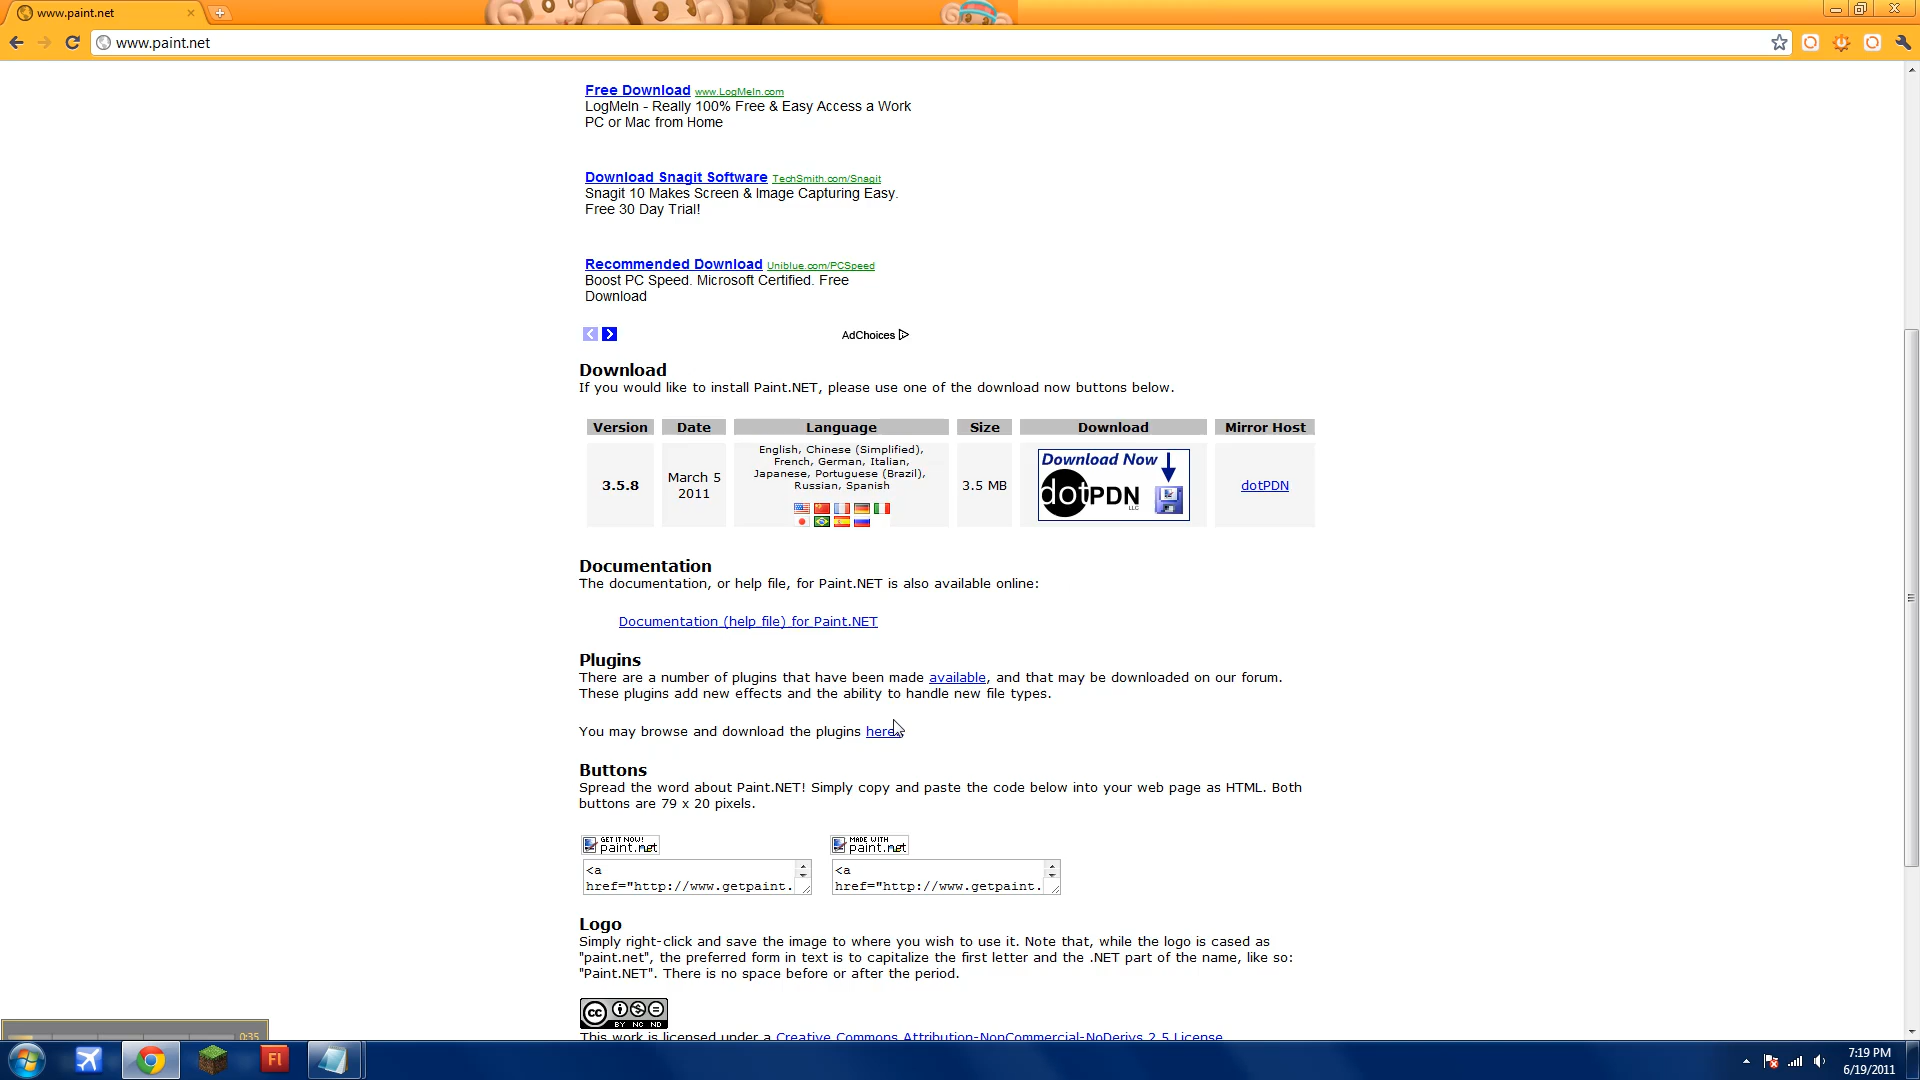 www.paint.net
www.paint.net
Free Download www.LogMeIn.com
LogMeIn - Really 100% Free & Easy Access a Work
PC or Mac from Home
Download Snagit Software TechSmith.com/Snagit
Snagit 10 Makes Screen & Image Capturing Easy.
Free 30 Day Trial!
Recommended Download Uniblue.com/PCSpeed
Boost PC Speed. Microsoft Certified. Free
Download
AdChoices
Download
If you would like to install Paint.NET, please use one of the download now buttons below.
Version Date Language Size Download Mirror Host
3.5.8
March 5
2011
English, Chinese (Simplified),
French, German, Italian,
Japanese, Portuguese (Brazil),
Russian, Spanish
3.5 MB
Download Now
dotPDN
LLC
dotPDN
Documentation
The documentation, or help file, for Paint.NET is also available online:
Documentation (help file) for Paint.NET
Plugins
There are a number of plugins that have been made available, and that may be downloaded on our forum.
These plugins add new effects and the ability to handle new file types.
You may browse and download the plugins here.
Buttons
Spread the word about Paint.NET! Simply copy and paste the code below into your web page as HTML. Both
buttons are 79 x 20 pixels.
GET IT NOW!
paint.net
MADE WITH
paint.net
<a
href="http://www.getpaint.
<a
href="http://www.getpaint.
Logo
Simply right-click and save the image to where you wish to use it. Note that, while the logo is cased as
"paint.net", the preferred form in text is to capitalize the first letter and the .NET part of the name, like so:
"Paint.NET". There is no space before or after the period.
cc BY NC ND
This work is licensed under a Creative Commons Attribution-NonCommercial-NoDerivs 2.5 License.
0:35
Fl
7:19 PM
6/19/2011